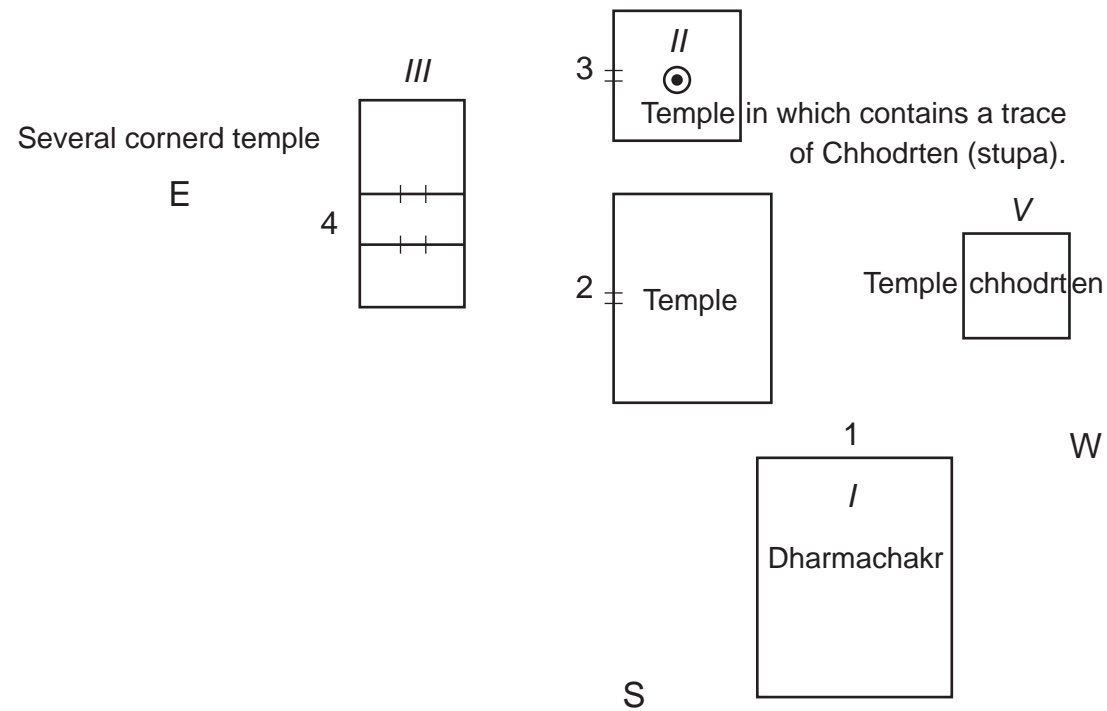 II
3
III
Temple in which contains a trace
of Chhodrten (stupa).
Several cornerd temple
E
4
V
2
Temple
Temple chhodrten
1
W
I
Dharmachakr
S